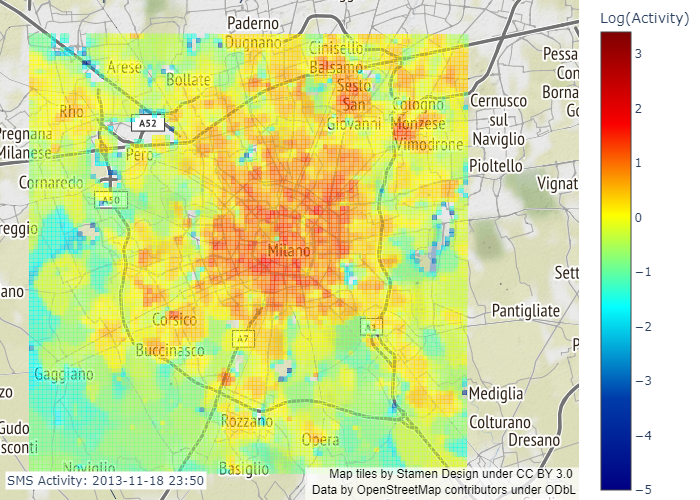 Log(Activity)
Paderno
Dugnano
Cinisello
Balsamo
Arese
Bollate
Sesto
San
Giovanni
Rho
A52
Cologno
Monzese
Vimodrone
Cernusco
sul
Naviglio
Pessa
Con
Borna
Go
Pregnana
Milanese
Pero
Pioltello
Cornaredo
A50
Vignat
reggio
Milano
Sett
ano
Corsico
A7
A1
Pantigliate
P
Buccinasco
Gaggiano
zo
Mediglia
Rozzano
Colturano
Gudo
sconti
Opera
Dresano
Noviglio
Basiglio
SMS Activity: 2013-11-18 23:50
Map tiles by Stamen Design under CC BY 3.0
Data by OpenStreetMap contributors under ODbL
3
2
1
0
−1
−2
−3
−4
−5